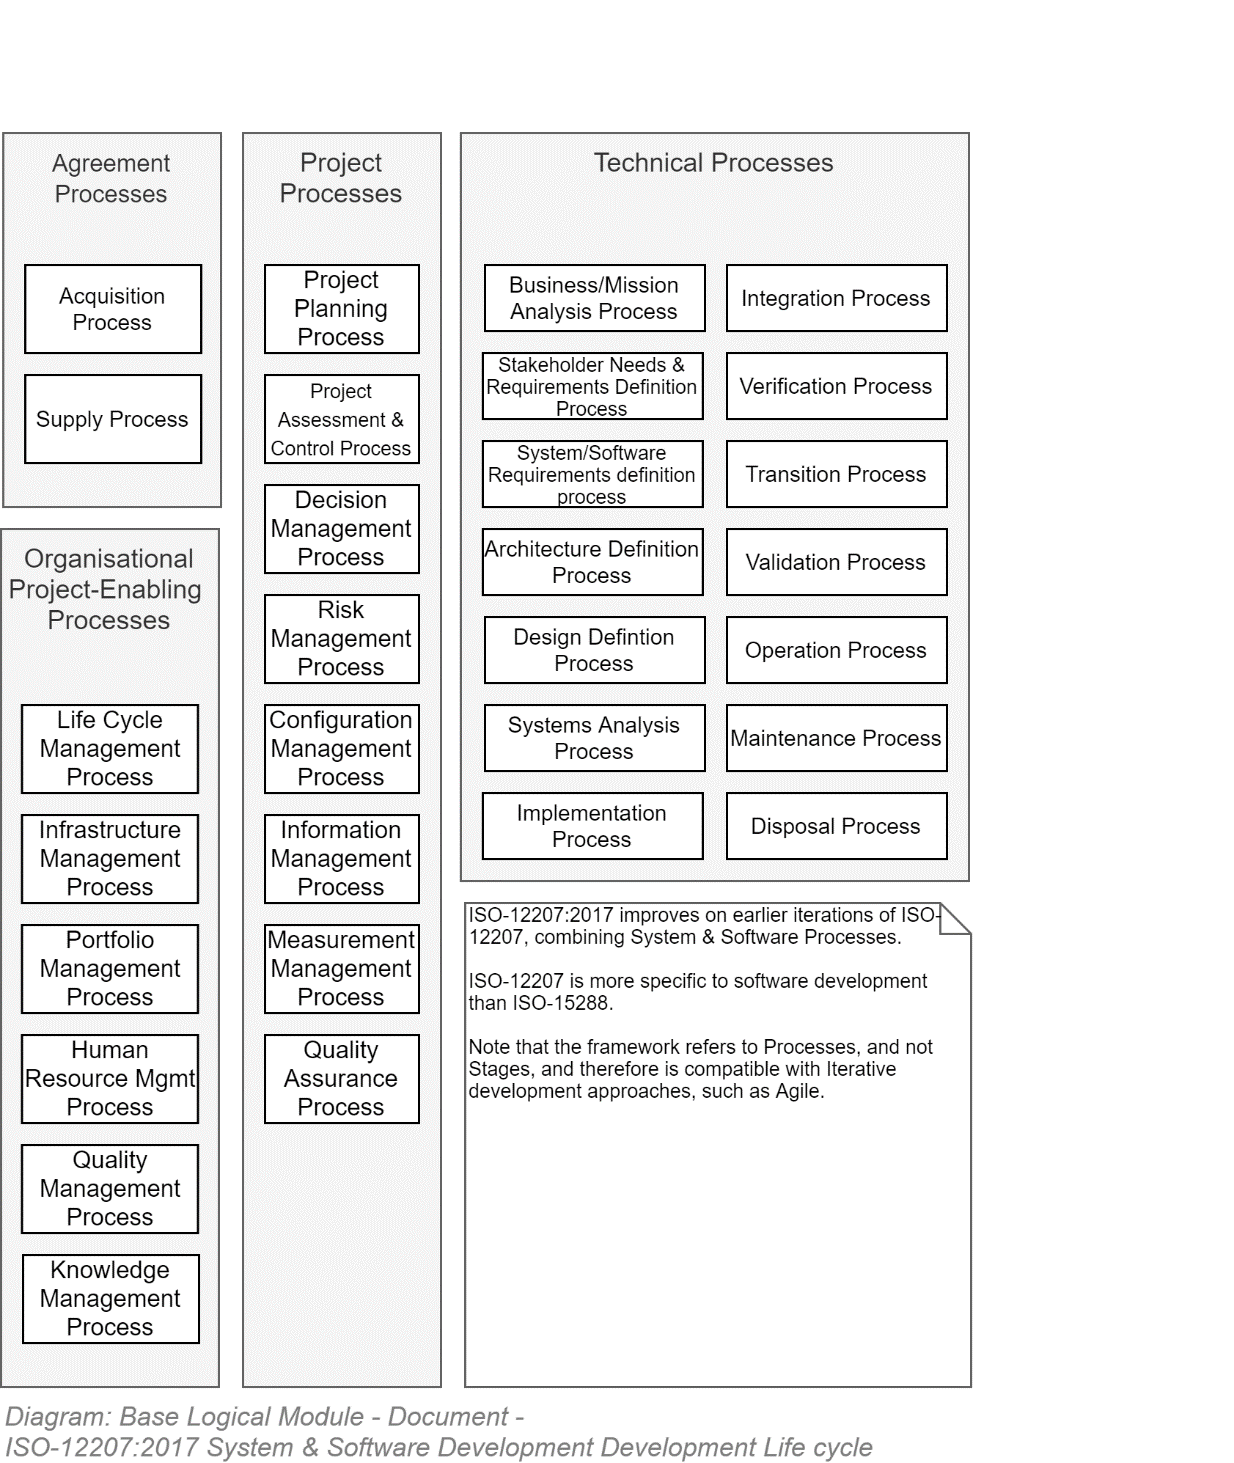 Agreement
Processes
Acquisition
Process
Supply Process
Organisational
Project-Enabling
Processes
Life Cycle
Management
Process
Infrastructure
Management
Process
Portfolio
Management
Process
Human
Resource Mgmt
Process
Quality
Management
Process
Knowledge
Management
Process
Project
Processes
Project
Planning
Process
Project
Assessment &
Control Process
Decision
Management
Process
Risk
Management
Process
Configuration
Management
Process
Information
Management
Process
Measurement
Management
Process
Quality
Assurance
Process
Technical Processes
Business/Mission
Analysis Process
Stakeholder Needs &
Requirements Definition
Process
System/Software
Requirements definition
process
Architecture Definition
Process
Design Defintion
Process
Systems Analysis
Process
Implementation
Process
Integration Process
Verification Process
Transition Process
Validation Process
Operation Process
Maintenance Process
Disposal Process
ISO-12207:2017 improves on earlier iterations of ISO-
12207, combining System & Software Processes.
ISO-12207 is more specific to software development
than ISO-15288.
Note that the framework refers to Processes, and not
Stages, and therefore is compatible with Iterative
development approaches, such as Agile.
Diagram: Base Logical Module - Document -
ISO-12207:2017 System & Software Development Development Life cycle